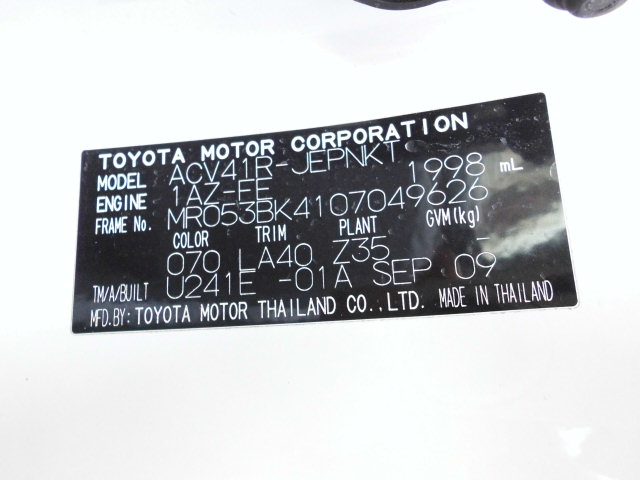 TOYOTA MOTOR CORPORATION
MODEL ACV41R-JEPNKT
ENGINE 1AZ-FE 1998 mL
FRAME No. MR053BK4107049626
COLOR TRIM PLANT GVM(kg)
070 LA40 Z35 -
TM/A/BUILT U241E -01A SEP 09
MFD.BY: TOYOTA MOTOR THAILAND CO.,LTD. MADE IN THAILAND